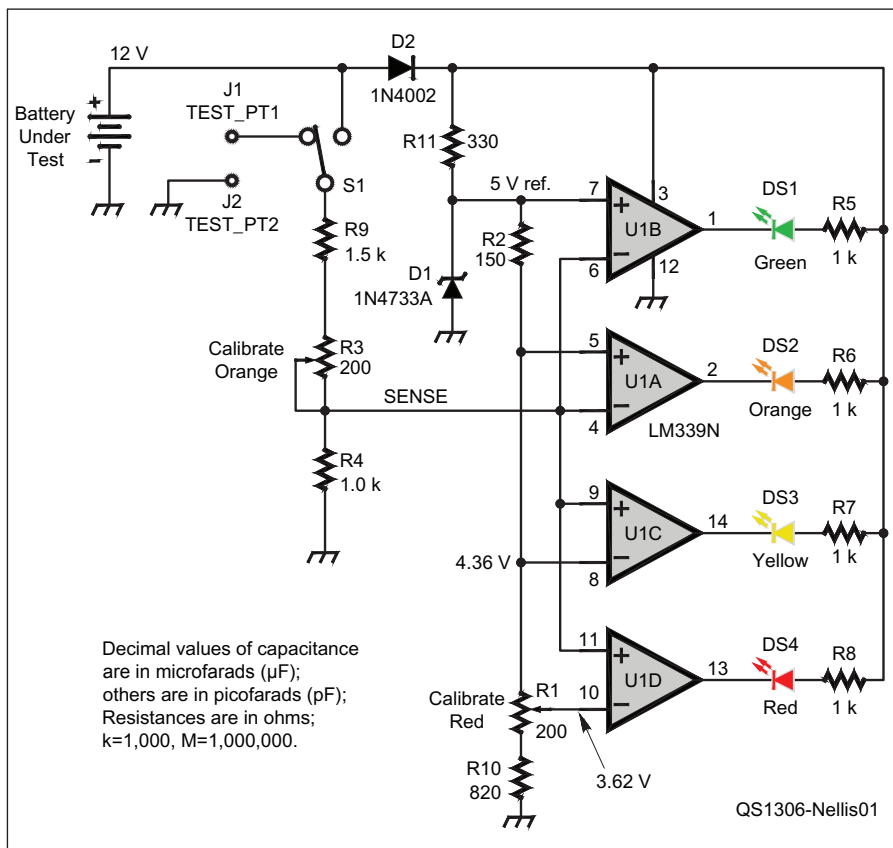 12 V
D2
1N4002
J1
TEST_PT1
Battery
Under
Test
+
−
J2
TEST_PT2
S1
R11
330
5 V ref.
R9
1.5 k
R2
150
D1
1N4733A
7
+
U1B
−
6
3
1
12
DS1
Green
R5
1 k
Calibrate
Orange
R3
200
SENSE
5
+
U1A
−
4
2
LM339N
DS2
Orange
R6
1 k
R4
1.0 k
9
+
U1C
−
8
14
4.36 V
DS3
Yellow
R7
1 k
11
+
U1D
−
10
13
DS4
Red
R8
1 k
Calibrate
Red
R1
200
3.62 V
R10
820
Decimal values of capacitance
are in microfarads (µF);
others are in picofarads (pF);
Resistances are in ohms;
k=1,000, M=1,000,000.
QS1306-Nellis01